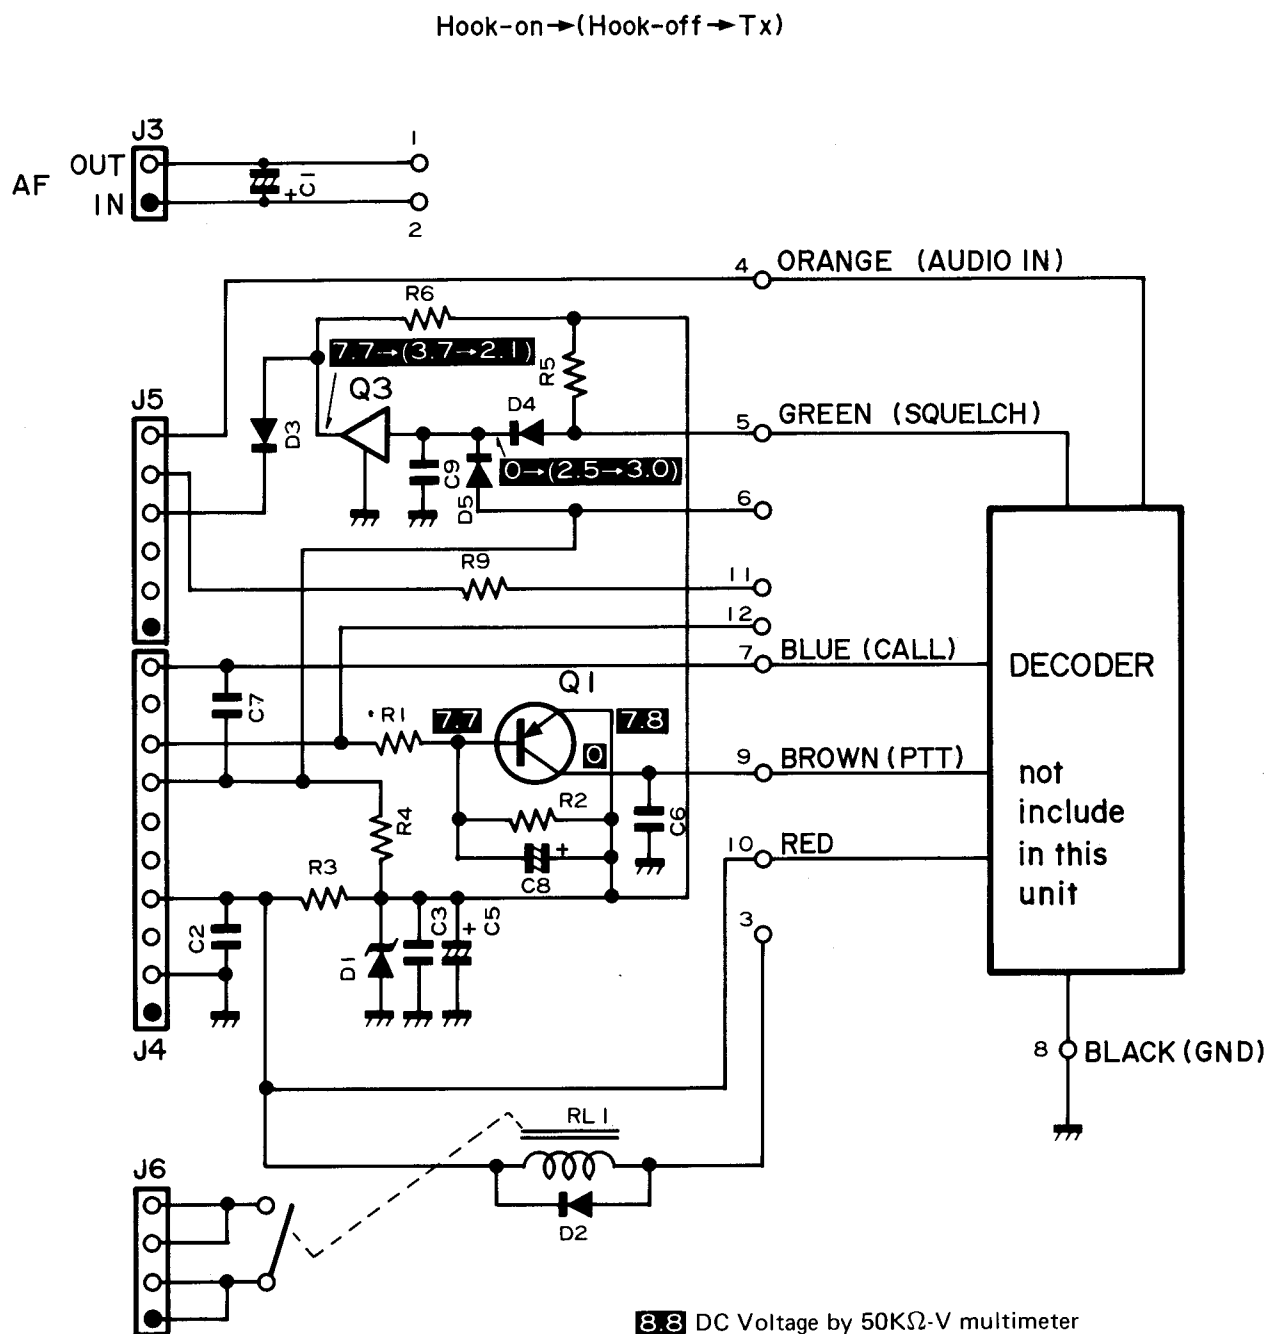 Hook-on→(Hook-off→Tx)
J3
1
OUT
C1
AF
+
IN
2
4 ORANGE (AUDIO IN)
R6
7.7→(3.7→2.1)
R5
J5
Q3
D4
5 GREEN (SQUELCH)
D3
C9
D5
0→(2.5→3.0)
6
R9
11
12
7 BLUE (CALL)
DECODER
Q1
C7
R1
7.7
7.8
0
9 BROWN (PTT)
not
include
in this
unit
R4
R2
C6
+
C8
10 RED
R3
C2
C3
+
C5
3
D1
J4
8 BLACK (GND)
RL1
J6
D2
8.8 DC Voltage by 50KΩ-V multimeter